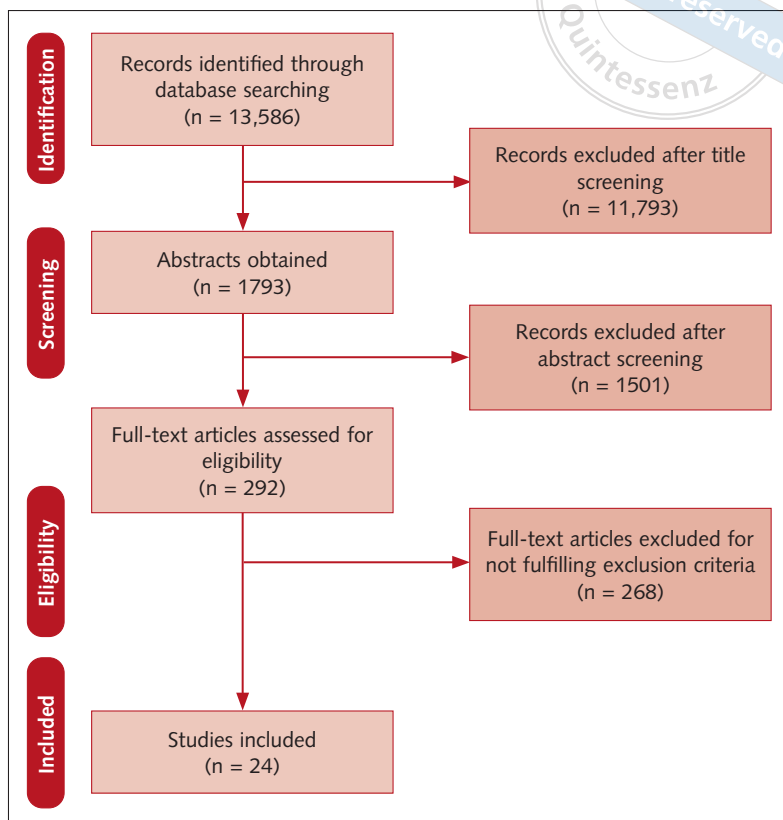 reserved
Quintessenz
Identification
Records identified through
database searching
(n = 13,586)
Records excluded after title
screening
(n = 11,793)
Screening
Abstracts obtained
(n = 1793)
Records excluded after
abstract screening
(n = 1501)
Full-text articles assessed for
eligibility
(n = 292)
Eligibility
Full-text articles excluded for
not fulfilling exclusion criteria
(n = 268)
Included
Studies included
(n = 24)